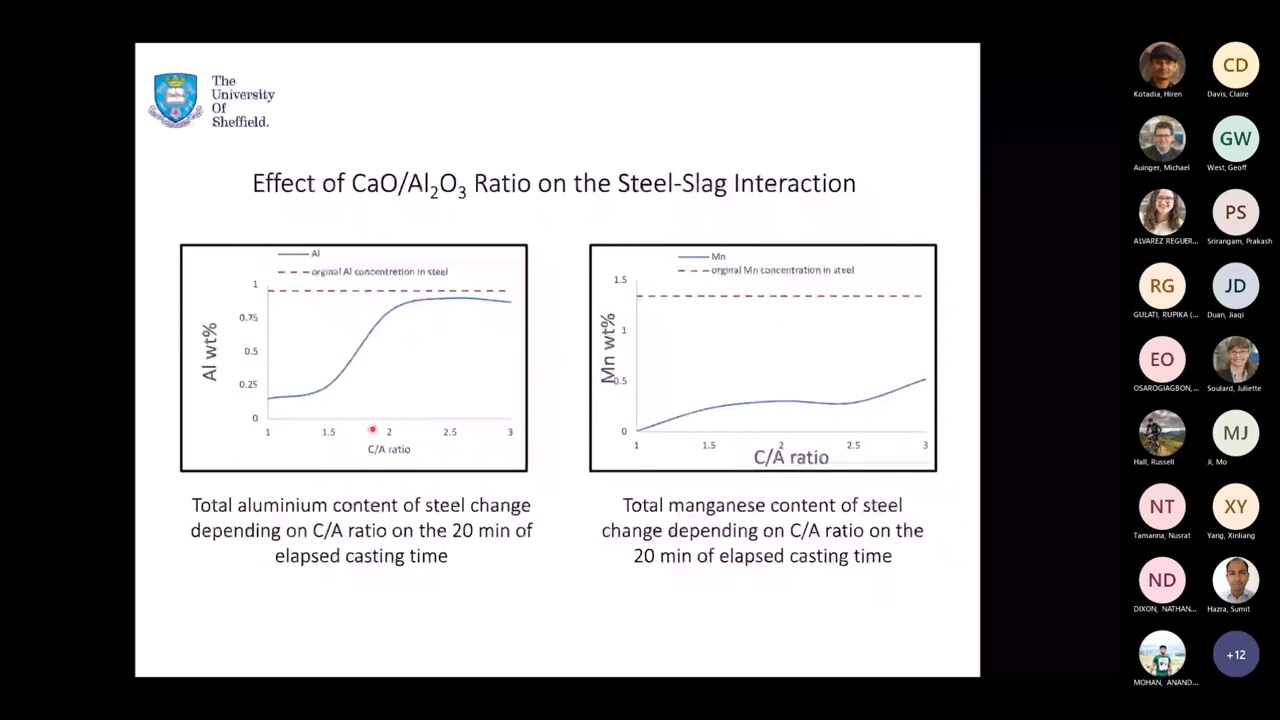 The
University
Of
Sheffield.
Effect of CaO/Al₂O₃ Ratio on the Steel-Slag Interaction
Al
orginal Al concentretion in steel
1
0.75
0.5
0.25
0
Al wt%
1 1.5 2 2.5 3
C/A ratio
Mn
orginal Mn concentration in steel
1.5
1
0.5
0
Mn wt%
1 1.5 2 2.5 3
C/A ratio
Total aluminium content of steel change
depending on C/A ratio on the 20 min of
elapsed casting time
Total manganese content of steel
change depending on C/A ratio on the
20 min of elapsed casting time
CD
Kotadia, Hiren
Davis, Claire
GW
Auinger, Michael
West, Geoff
PS
ALVAREZ REGUER...
Srirangam, Prakash
RG
JD
GULATI, RUPIKA (...
Duan, Jiaqi
EO
OSAROGIAGBON,...
Soulard, Juliette
MJ
Hall, Russell
Ji, Mo
NT
XY
Tamanna, Nusrat
Yang, Xinliang
ND
DIXON, NATHAN...
Hazra, Sumit
+12
MOHAN, ANAND...